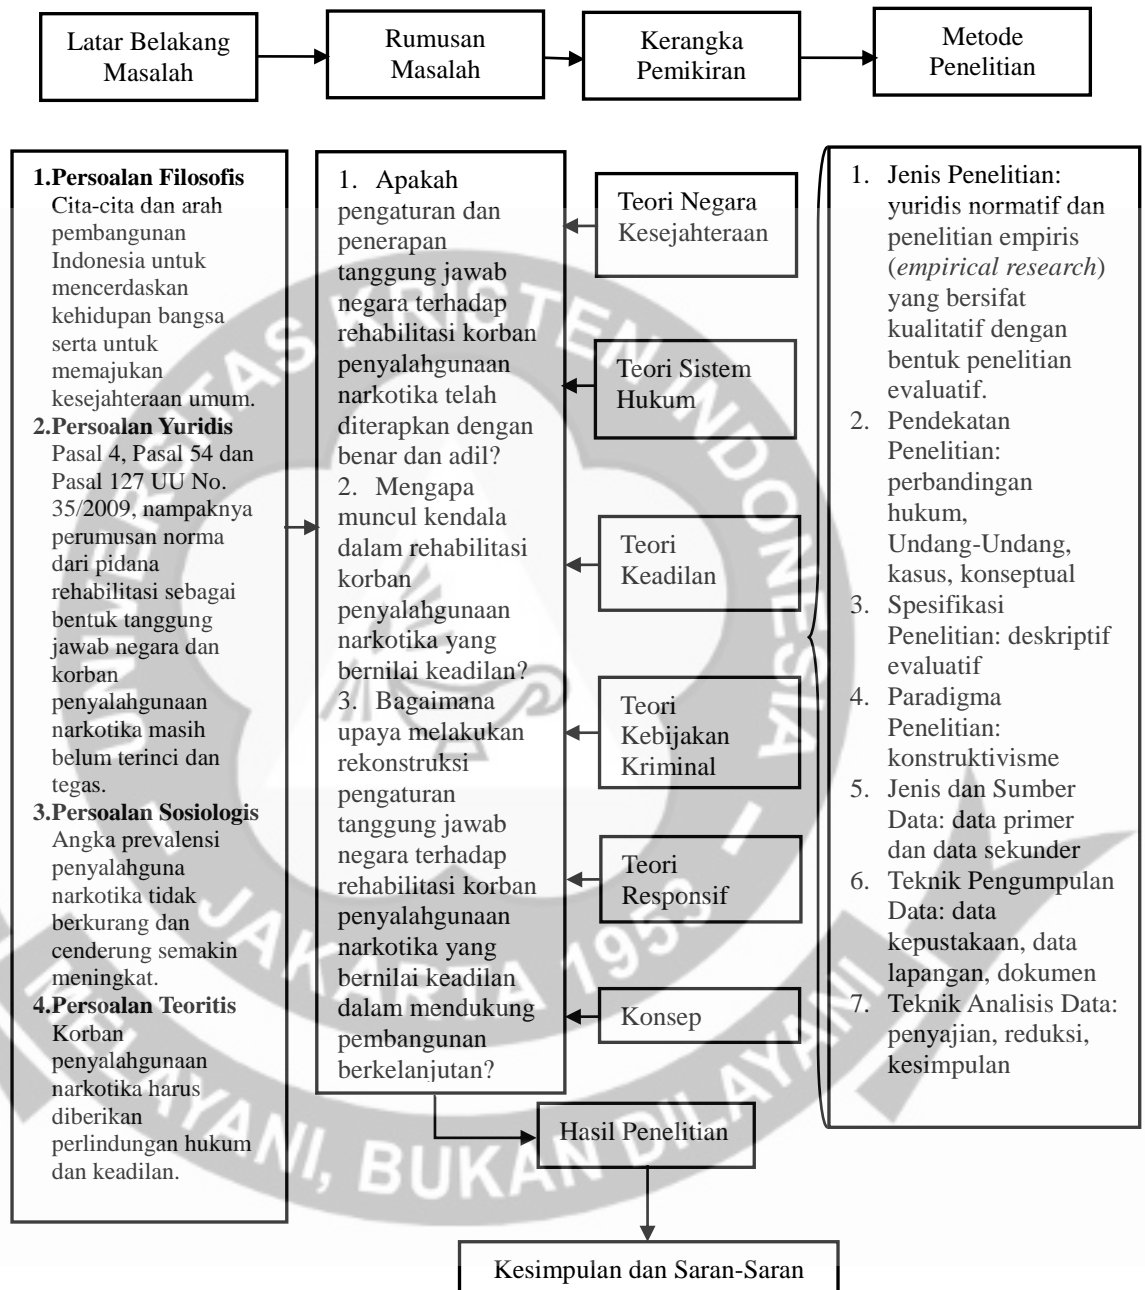 Latar Belakang
Masalah
Rumusan
Masalah
Kerangka
Pemikiran
Metode
Penelitian
1.Persoalan Filosofis
Cita-cita dan arah
pembangunan
Indonesia untuk
mencerdaskan
kehidupan bangsa
serta untuk
memajukan
kesejahteraan umum.
2.Persoalan Yuridis
Pasal 4, Pasal 54 dan
Pasal 127 UU No.
35/2009, nampaknya
perumusan norma
dari pidana
rehabilitasi sebagai
bentuk tanggung
jawab negara dan
korban
penyalahgunaan
narkotika masih
belum terinci dan
tegas.
3.Persoalan Sosiologis
Angka prevalensi
penyalahguna
narkotika tidak
berkurang dan
cenderung semakin
meningkat.
4.Persoalan Teoritis
Korban
penyalahgunaan
narkotika harus
diberikan
perlindungan hukum
dan keadilan.
1. Apakah
pengaturan dan
penerapan
tanggung jawab
negara terhadap
rehabilitasi korban
penyalahgunaan
narkotika telah
diterapkan dengan
benar dan adil?
2. Mengapa
muncul kendala
dalam rehabilitasi
korban
penyalahgunaan
narkotika yang
bernilai keadilan?
3. Bagaimana
upaya melakukan
rekonstruksi
pengaturan
tanggung jawab
negara terhadap
rehabilitasi korban
penyalahgunaan
narkotika yang
bernilai keadilan
dalam mendukung
pembangunan
berkelanjutan?
Teori Negara
Kesejahteraan
Teori Sistem
Hukum
Teori
Keadilan
Teori
Kebijakan
Kriminal
Teori
Responsif
Konsep
1. Jenis Penelitian:
yuridis normatif dan
penelitian empiris
(empirical research)
yang bersifat
kualitatif dengan
bentuk penelitian
evaluatif.
2. Pendekatan
Penelitian:
perbandingan
hukum,
Undang-Undang,
kasus, konseptual
3. Spesifikasi
Penelitian: deskriptif
evaluatif
4. Paradigma
Penelitian:
konstruktivisme
5. Jenis dan Sumber
Data: data primer
dan data sekunder
6. Teknik Pengumpulan
Data: data
kepustakaan, data
lapangan, dokumen
7. Teknik Analisis Data:
penyajian, reduksi,
kesimpulan
Hasil Penelitian
Kesimpulan dan Saran-Saran
UNIVERSITAS KRISTEN INDONESIA
JAKARTA 1953
MELAYANI, BUKAN DILAYANI